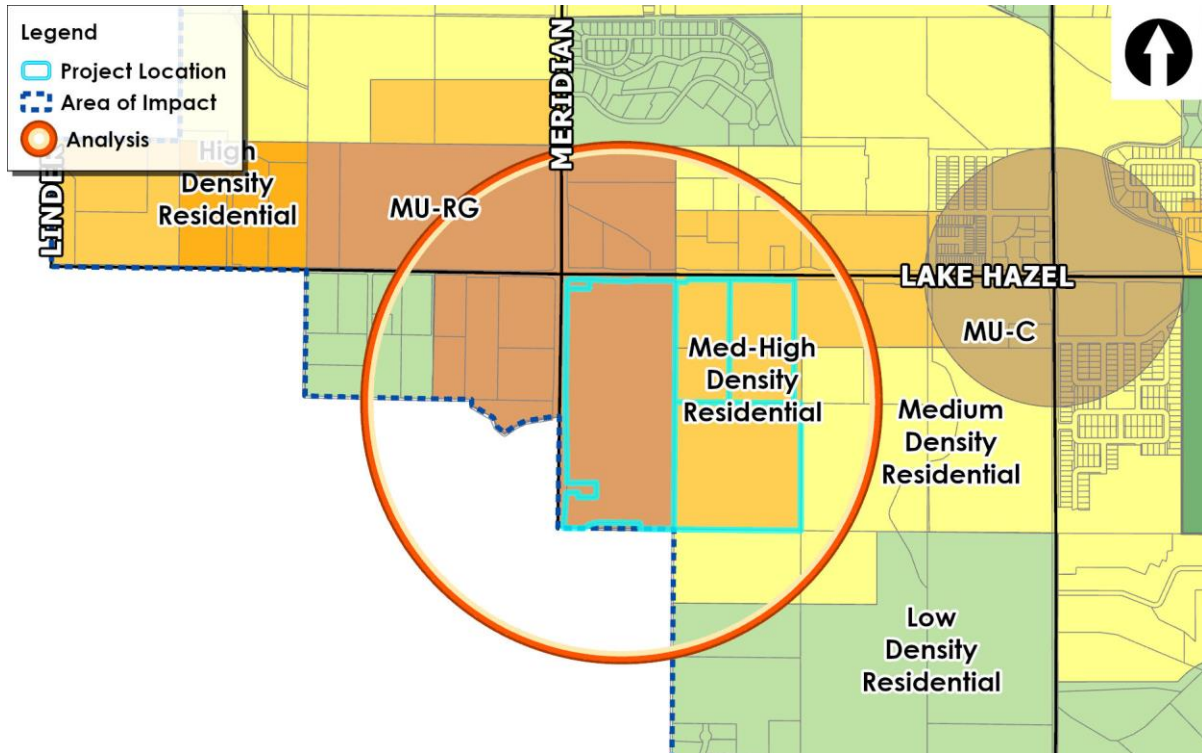 Legend
Project Location
Area of Impact
Analysis
LINDER
High
Density
Residential
MU-RG
MERIDIAN
LAKE HAZEL
MU-C
Med-High
Density
Residential
Medium
Density
Residential
Low
Density
Residential